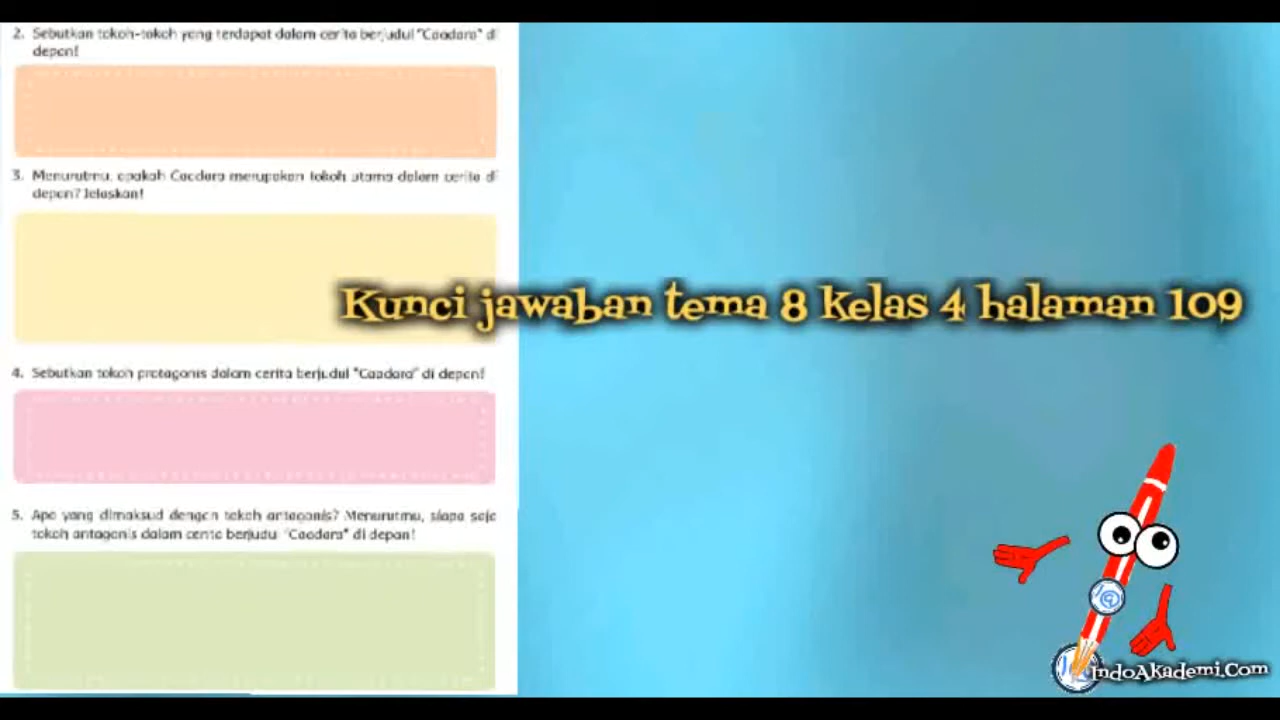 2. Sebutkan tokoh-tokoh yang terdapat dalam cerita berjudul "Caadara" di
depan!
3. Menurutmu, apakah Caadara merupakan tokoh utama dalam cerita di
depan? Jelaskan!
Kunci jawaban tema 8 kelas 4 halaman 109
4. Sebutkan tokoh protagonis dalam cerita berjudul "Caadara" di depan!
5. Apa yang dimaksud dengan tokoh antagonis? Menurutmu, siapa saja
tokoh antagonis dalam cerita berjudul "Caadara" di depan!
IndoAkademi.Com